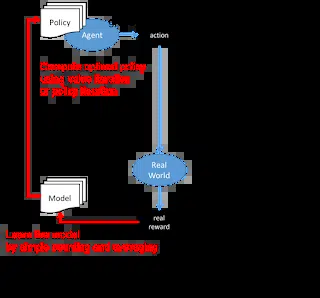 Policy
Agent
action
Compute optimal policy
using value iteration
or policy iteration
Real
World
Model
real
reward
Learn the model
by simple counting and averaging